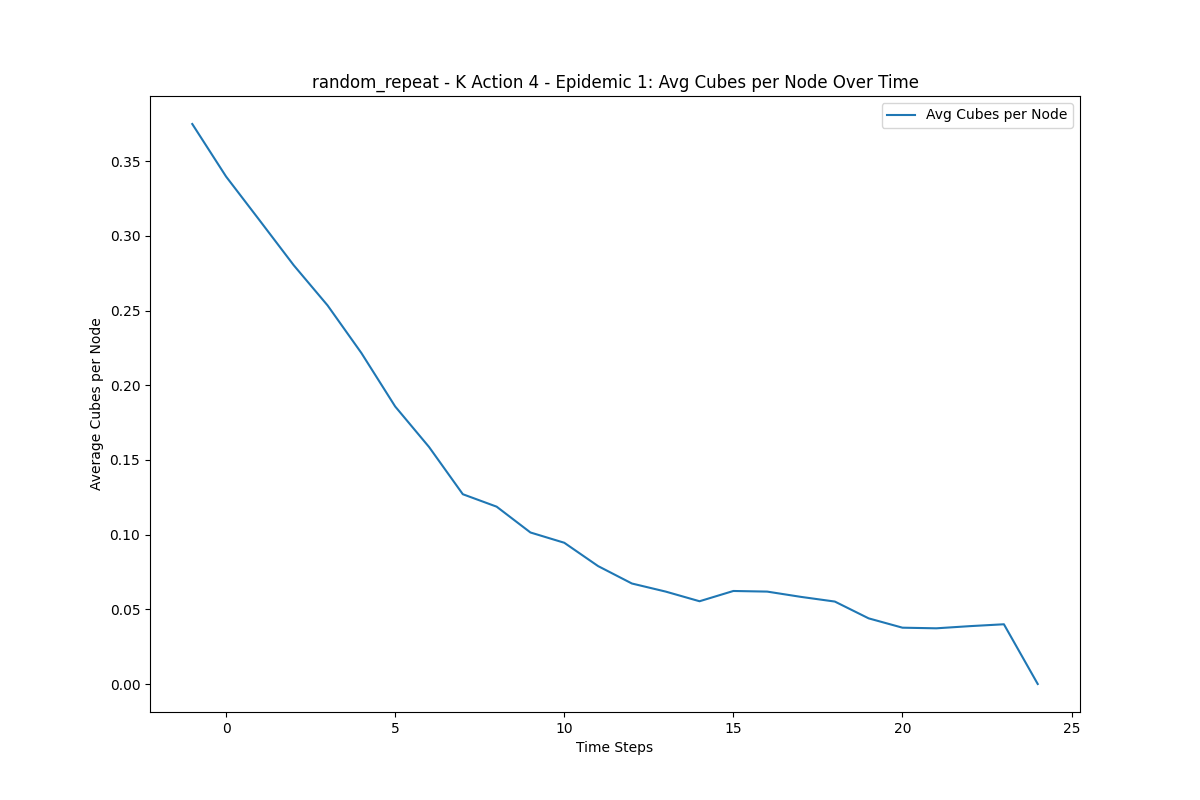 random_repeat - K Action 4 - Epidemic 1: Avg Cubes per Node Over Time
Avg Cubes per Node
Average Cubes per Node
0.35
0.30
0.25
0.20
0.15
0.10
0.05
0.00
0 5 10 15 20 25
Time Steps